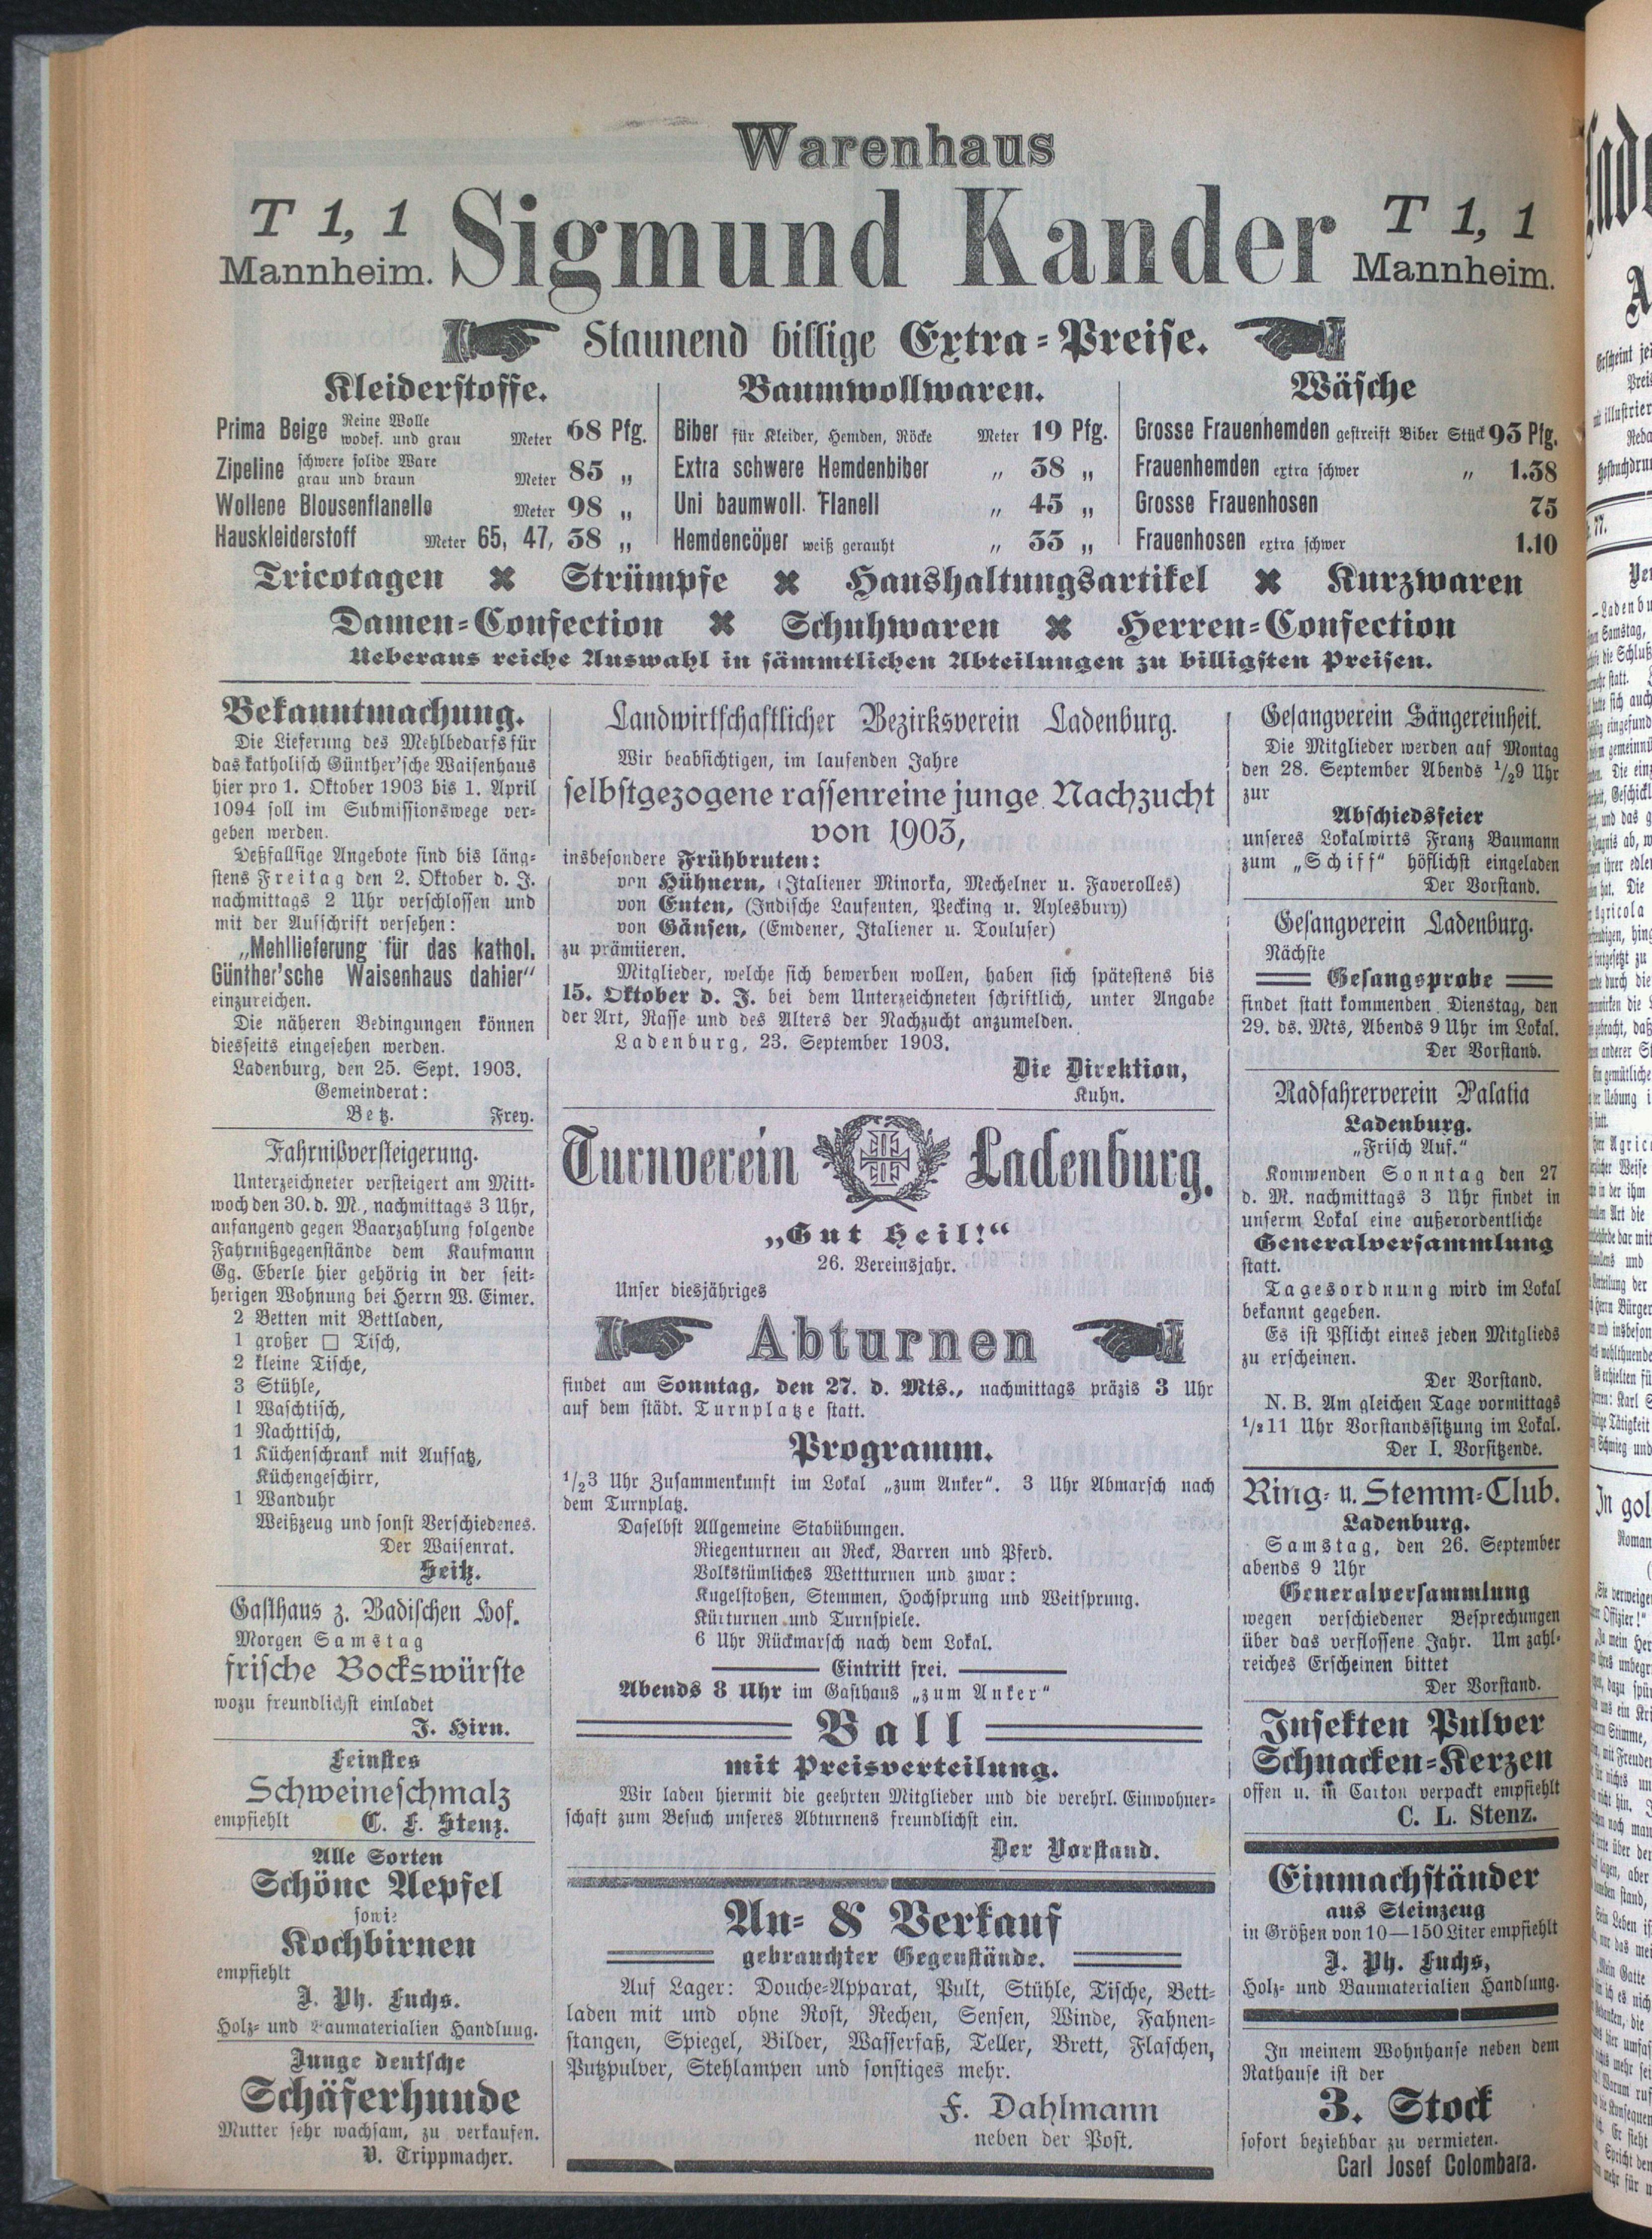 Warenhaus
T 1, 1
Mannheim.
Sigmund Kander
T 1, 1
Mannheim.
Staunend billige Extra-Preise.
Kleiderstoffe.
Prima Beige Reine Wolle modef. und grau Meter 68 Pfg.
Zipeline schwere solide Ware grau und braun Meter 85 „
Wollene Blousenflanelle Meter 98 „
Hauskleiderstoff Meter 65, 47, 38 „
Baumwollwaren.
Biber für Kleider, Hemden, Röcke Meter 19 Pfg.
Extra schwere Hemdenbiber „ 38 „
Uni baumwoll. Flanell „ 45 „
Hemdencöper weiß gerauht „ 33 „
Wäsche
Grosse Frauenhemden gestreift Biber Stück 93 Pfg.
Frauenhemden extra schwer „ 1.38
Grosse Frauenhosen 75
Frauenhosen extra schwer 1.10
Tricotagen ✖ Strümpfe ✖ Haushaltungsartikel ✖ Kurzwaren
Damen-Confection ✖ Schuhwaren ✖ Herren-Confection
Ueberaus reiche Auswahl in sämmtlichen Abteilungen zu billigsten Preisen.
Bekanntmachung.
Die Lieferung des Mehlbedarfs für
das katholisch Günther'sche Waisenhaus
hier pro 1. Oktober 1903 bis 1. April
1094 soll im Submissionswege ver-
geben werden.
Deßfallsige Angebote sind bis läng-
stens Freitag den 2. Oktober d. J.
nachmittags 2 Uhr verschlossen und
mit der Aufschrift versehen:
„Mehllieferung für das kathol.
Günther'sche Waisenhaus dahier"
einzureichen.
Die näheren Bedingungen können
diesseits eingesehen werden.
Ladenburg, den 25. Sept. 1903.
Gemeinderat:
Betz. Frey.
Fahrnißversteigerung.
Unterzeichneter versteigert am Mitt-
woch den 30. d. M., nachmittags 3 Uhr,
anfangend gegen Baarzahlung folgende
Fahrnißgegenstände dem Kaufmann
Gg. Eberle hier gehörig in der seit-
herigen Wohnung bei Herrn W. Eimer.
2 Betten mit Bettladen,
1 großer □ Tisch,
2 kleine Tische,
3 Stühle,
1 Waschtisch,
1 Nachttisch,
1 Küchenschrank mit Aufsatz,
Küchengeschirr,
1 Wanduhr
Weißzeug und sonst Verschiedenes.
Der Waisenrat.
Seitz.
Gasthaus z. Badischen Hof.
Morgen Samstag
frische Bockswürste
wozu freundlichst einladet
J. Hirn.
Feinstes
Schweineschmalz
empfiehlt C. F. Stenz.
Alle Sorten
Schöne Aepfel
sowie
Kochbirnen
empfiehlt
J. Ph. Fuchs.
Holz- und Baumaterialien Handlung.
Junge deutsche
Schäferhunde
Mutter sehr wachsam, zu verkaufen.
V. Trippmacher.
Landwirtschaftlicher Bezirksverein Ladenburg.
Wir beabsichtigen, im laufenden Jahre
selbstgezogene rassenreine junge Nachzucht
von 1903,
insbesondere Frühbruten:
von Hühnern, (Italiener Minorka, Mechelner u. Faverolles)
von Enten, (Indische Laufenten, Pecking u. Aylesbury)
von Gänsen, (Emdener, Italiener u. Touluser)
zu prämiieren.
Mitglieder, welche sich bewerben wollen, haben sich spätestens bis
15. Oktober d. J. bei dem Unterzeichneten schriftlich, unter Angabe
der Art, Rasse und des Alters der Nachzucht anzumelden.
Ladenburg, 23. September 1903.
Die Direktion,
Kuhn.
Turnverein Ladenburg.
„Gut Heil!“
26. Vereinsjahr.
Unser diesjähriges
Abturnen
findet am Sonntag, den 27. d. Mts., nachmittags präzis 3 Uhr
auf dem städt. Turnplatze statt.
Programm.
1/23 Uhr Zusammenkunft im Lokal „zum Anker“. 3 Uhr Abmarsch nach
dem Turnplatz.
Daselbst Allgemeine Stabübungen.
Riegenturnen an Reck, Barren und Pferd.
Volkstümliches Wettturnen und zwar:
Kugelstoßen, Stemmen, Hochsprung und Weitsprung.
Kürturnen und Turnspiele.
6 Uhr Rückmarsch nach dem Lokal.
Eintritt frei.
Abends 8 Uhr im Gasthaus „zum Anker“
Ball
mit Preisverteilung.
Wir laden hiermit die geehrten Mitglieder und die verehrl. Einwohner-
schaft zum Besuch unseres Abturnens freundlichst ein.
Der Vorstand.
An- & Verkauf
gebrauchter Gegenstände.
Auf Lager: Douche-Apparat, Pult, Stühle, Tische, Bett-
laden mit und ohne Rost, Rechen, Sensen, Winde, Fahnen-
stangen, Spiegel, Bilder, Wasserfaß, Teller, Brett, Flaschen,
Putzpulver, Stehlampen und sonstiges mehr.
F. Dahlmann
neben der Post.
Gesangverein Sängereinheit.
Die Mitglieder werden auf Montag
den 28. September Abends 1/29 Uhr
zur
Abschiedsfeier
unseres Lokalwirts Franz Baumann
zum „Schiff“ höflichst eingeladen
Der Vorstand.
Gesangverein Ladenburg.
Nächste
Gesangsprobe
findet statt kommenden Dienstag, den
29. ds. Mts, Abends 9 Uhr im Lokal.
Der Vorstand.
Radfahrerverein Palatia
Ladenburg.
„Frisch Auf.“
Kommenden Sonntag den 27
d. M. nachmittags 3 Uhr findet in
unserm Lokal eine außerordentliche
Generalversammlung
statt.
Tagesordnung wird im Lokal
bekannt gegeben.
Es ist Pflicht eines jeden Mitglieds
zu erscheinen.
Der Vorstand.
N. B. Am gleichen Tage vormittags
1/211 Uhr Vorstandssitzung im Lokal.
Der I. Vorsitzende.
Ring- u. Stemm-Club.
Ladenburg.
Samstag, den 26. September
abends 9 Uhr
Generalversammlung
wegen verschiedener Besprechungen
über das verflossene Jahr. Um zahl-
reiches Erscheinen bittet
Der Vorstand.
Insekten Pulver
Schnacken-Kerzen
offen u. in Carton verpackt empfiehlt
C. L. Stenz.
Einmachständer
aus Steinzeug
in Größen von 10—150 Liter empfiehlt
J. Ph. Fuchs,
Holz- und Baumaterialien Handlung.
In meinem Wohnhause neben dem
Rathause ist der
3. Stock
sofort beziehbar zu vermieten.
Carl Josef Colombara.